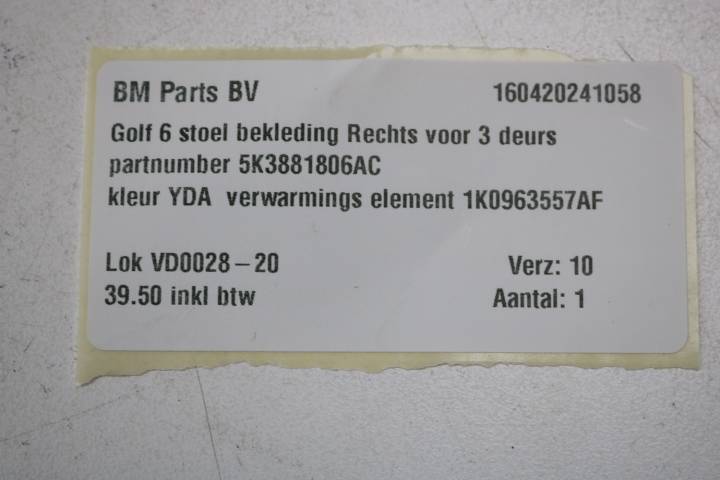 BM Parts BV 160420241058
Golf 6 stoel bekleding Rechts voor 3 deurs
partnumber 5K3881806AC
kleur YDA verwarmings element 1K0963557AF
Lok VD0028-20 Verz: 10
39.50 inkl btw Aantal: 1